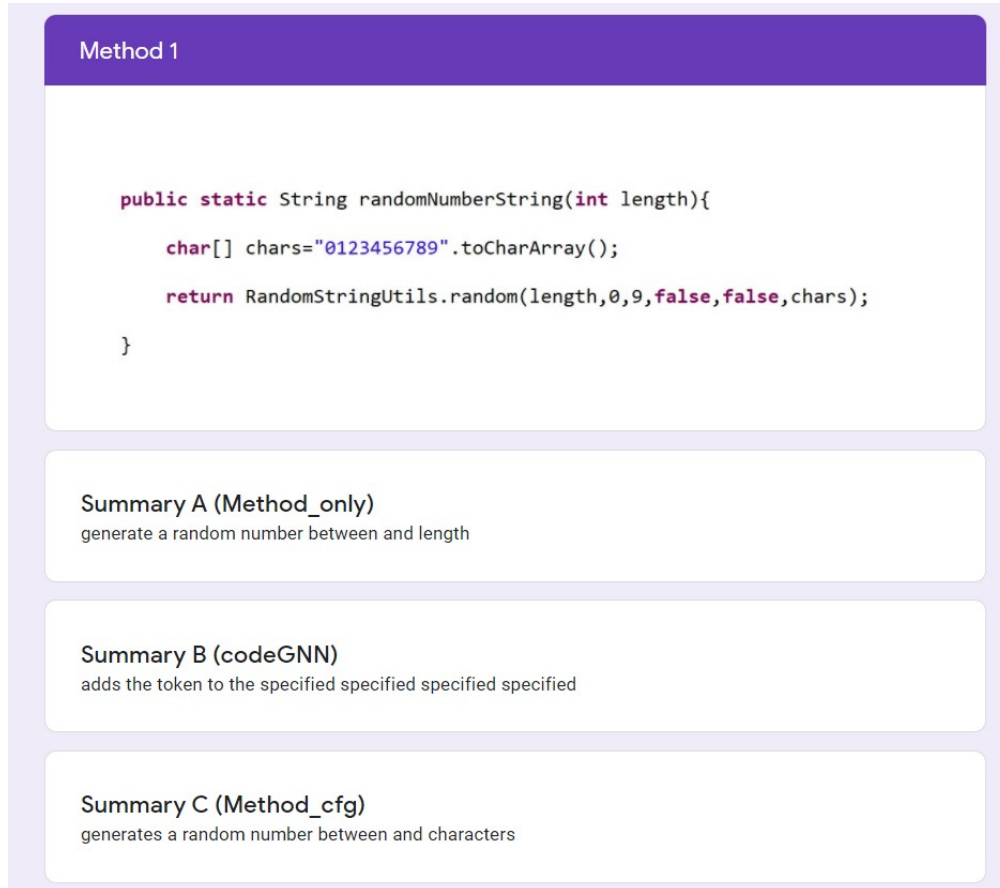 Method 1
public static String randomNumberString(int length){
char[] chars="0123456789".toCharArray();
return RandomStringUtils.random(length,0,9,false,false,chars);
}
Summary A (Method_only)
generate a random number between and length
Summary B (codeGNN)
adds the token to the specified specified specified specified
Summary C (Method_cfg)
generates a random number between and characters